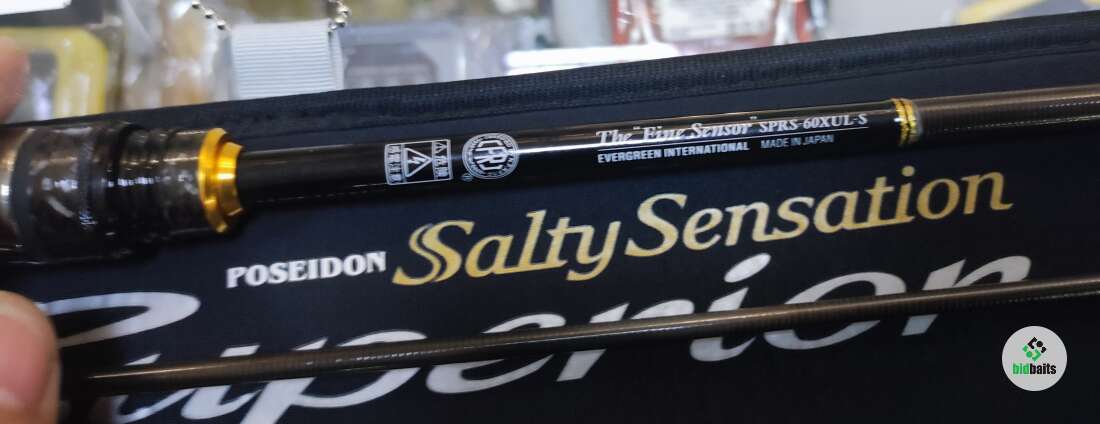 The "Fine Sensor" SPRS-60XUL-S
EVERGREEN INTERNATIONAL MADE IN JAPAN
POSEIDON Salty Sensation
Superior
bidbaits